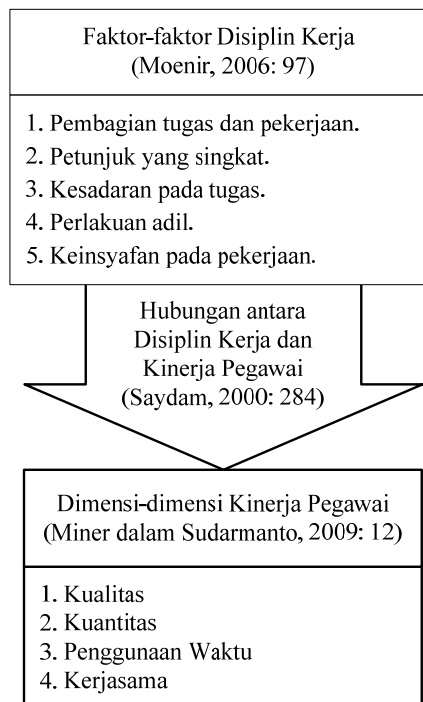 Faktor-faktor Disiplin Kerja
(Moenir, 2006: 97)
1. Pembagian tugas dan pekerjaan.
2. Petunjuk yang singkat.
3. Kesadaran pada tugas.
4. Perlakuan adil.
5. Keinsyafan pada pekerjaan.
Hubungan antara
Disiplin Kerja dan
Kinerja Pegawai
(Saydam, 2000: 284)
Dimensi-dimensi Kinerja Pegawai
(Miner dalam Sudarmanto, 2009: 12)
1. Kualitas
2. Kuantitas
3. Penggunaan Waktu
4. Kerjasama